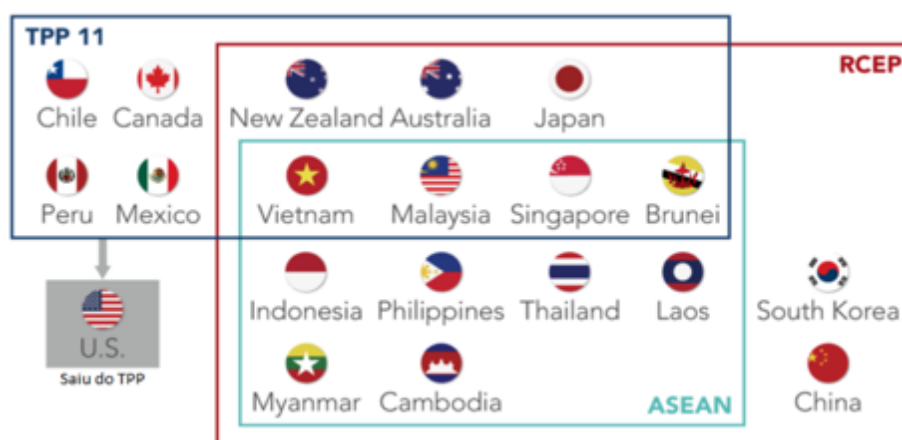 TPP 11
RCEP
Chile Canada New Zealand Australia Japan
Peru Mexico Vietnam Malaysia Singapore Brunei
Indonesia Philippines Thailand Laos South Korea
U.S.
Saiu do TPP
Myanmar Cambodia ASEAN China